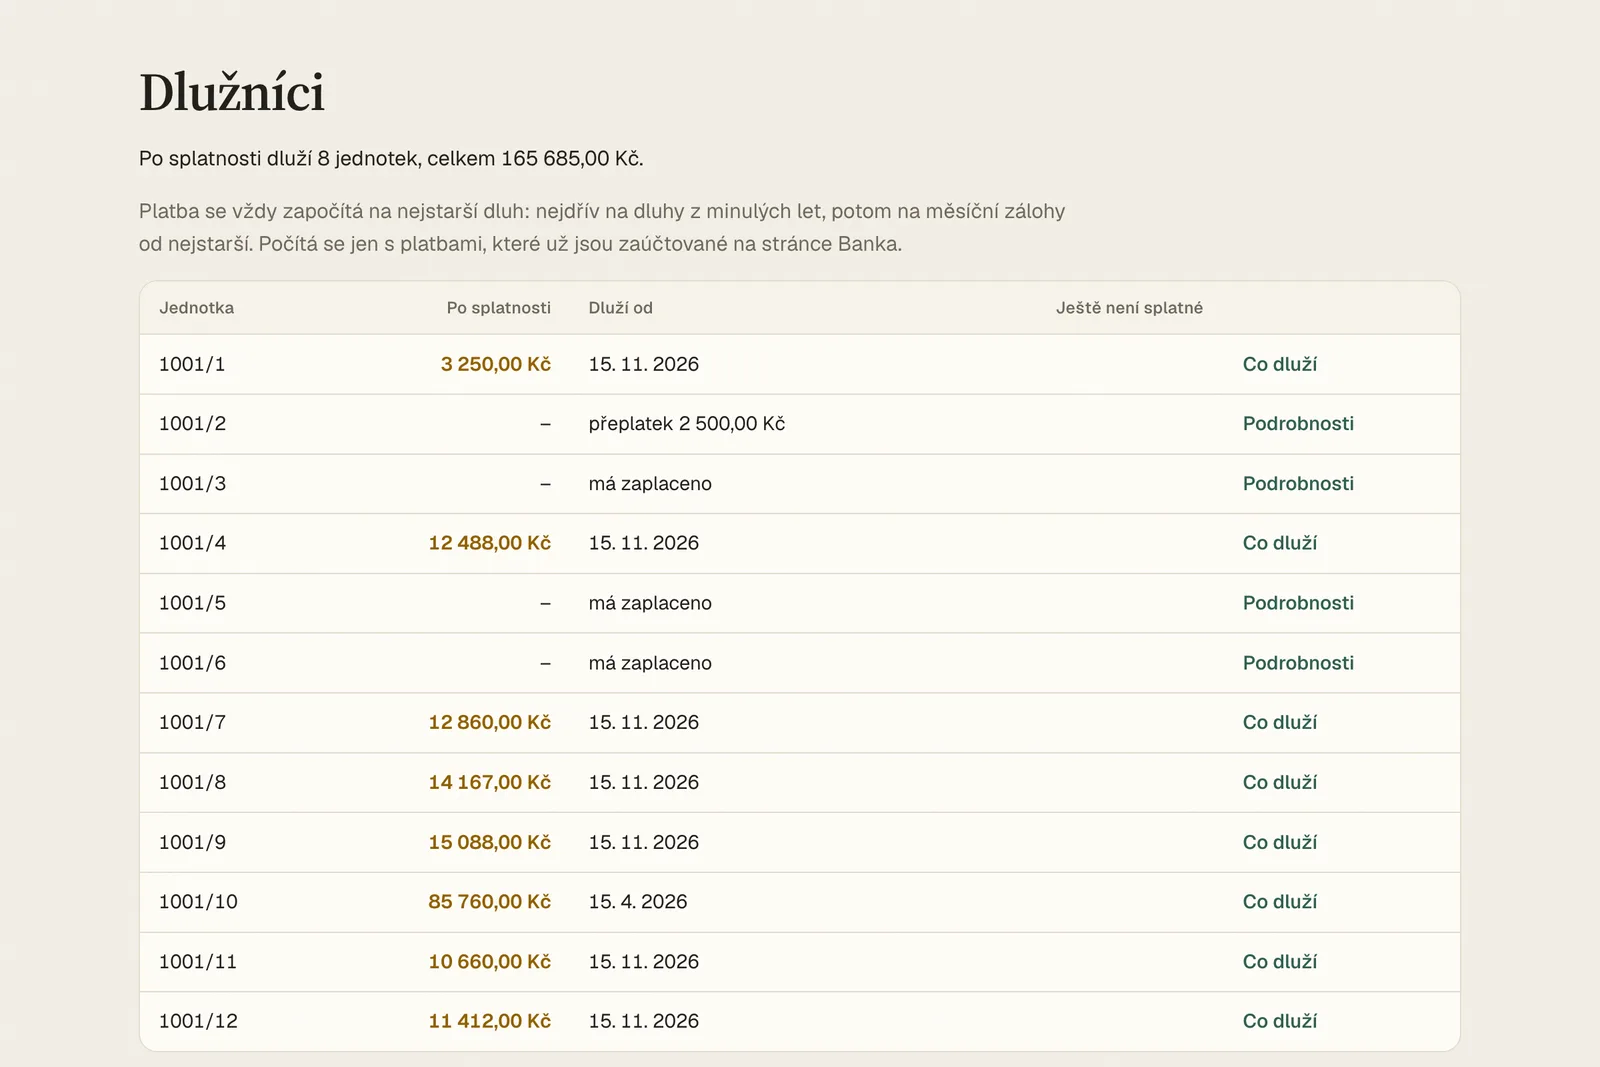 Dlužníci
Po splatnosti dluží 8 jednotek, celkem 165 685,00 Kč.
Platba se vždy započítá na nejstarší dluh: nejdřív na dluhy z minulých let, potom na měsíční zálohy
od nejstarší. Počítá se jen s platbami, které už jsou zaúčtované na stránce Banka.
Jednotka Po splatnosti Dluží od Ještě není splatné
1001/1 3 250,00 Kč 15. 11. 2026 Co dluží
1001/2 – přeplatek 2 500,00 Kč Podrobnosti
1001/3 – má zaplaceno Podrobnosti
1001/4 12 488,00 Kč 15. 11. 2026 Co dluží
1001/5 – má zaplaceno Podrobnosti
1001/6 – má zaplaceno Podrobnosti
1001/7 12 860,00 Kč 15. 11. 2026 Co dluží
1001/8 14 167,00 Kč 15. 11. 2026 Co dluží
1001/9 15 088,00 Kč 15. 11. 2026 Co dluží
1001/10 85 760,00 Kč 15. 4. 2026 Co dluží
1001/11 10 660,00 Kč 15. 11. 2026 Co dluží
1001/12 11 412,00 Kč 15. 11. 2026 Co dluží